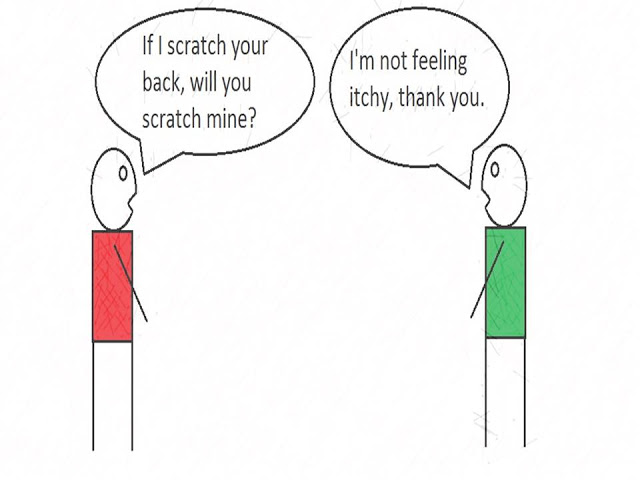 If I scratch your
back, will you
scratch mine?
I'm not feeling
itchy, thank you.